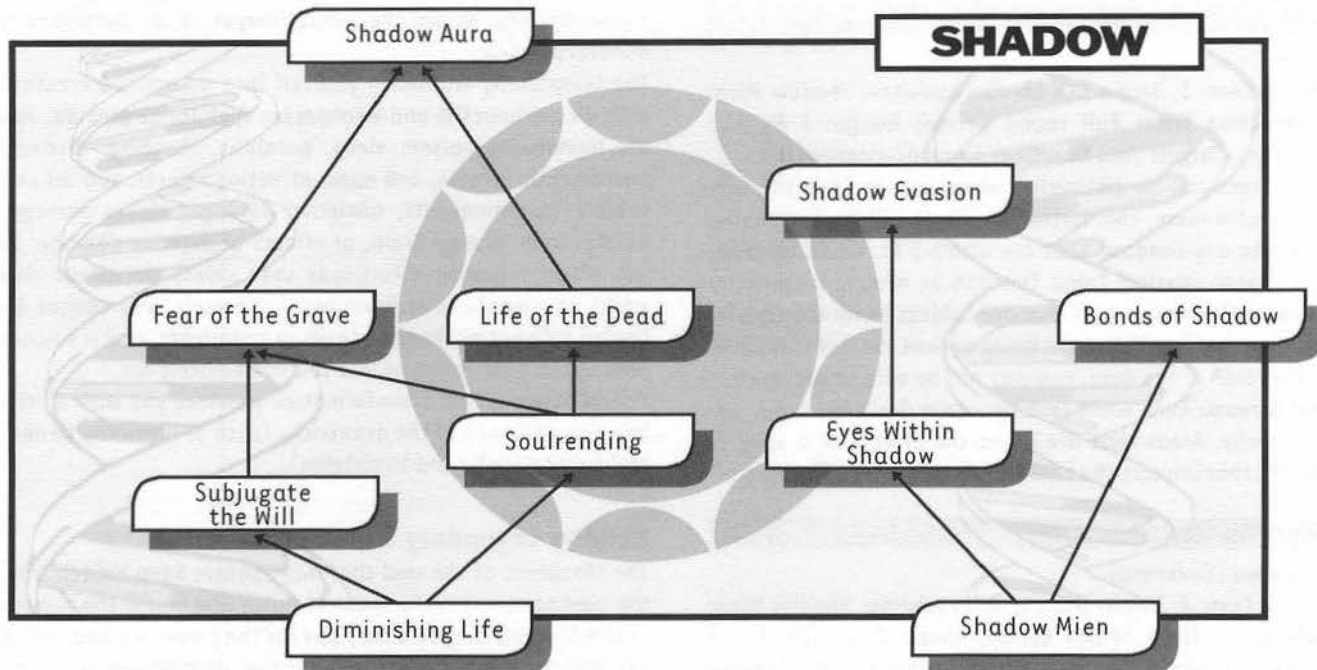 Shadow Aura
SHADOW
Shadow Evasion
Fear of the Grave
Life of the Dead
Bonds of Shadow
Soulrending
Eyes Within
Shadow
Subjugate
the Will
Diminishing Life
Shadow Mien